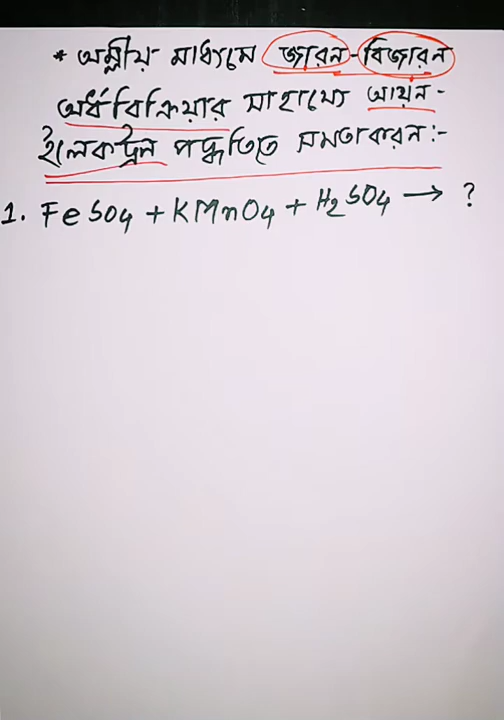 * অম্লীয় মাধ্যমে জারন-বিজারন
অর্ধবিক্রিয়ার সাহায্যে আয়ন-
ইলেকট্রন পদ্ধতিতে সমতাকরন:-
1. FeSO4 + KMnO4 + H2SO4 → ?